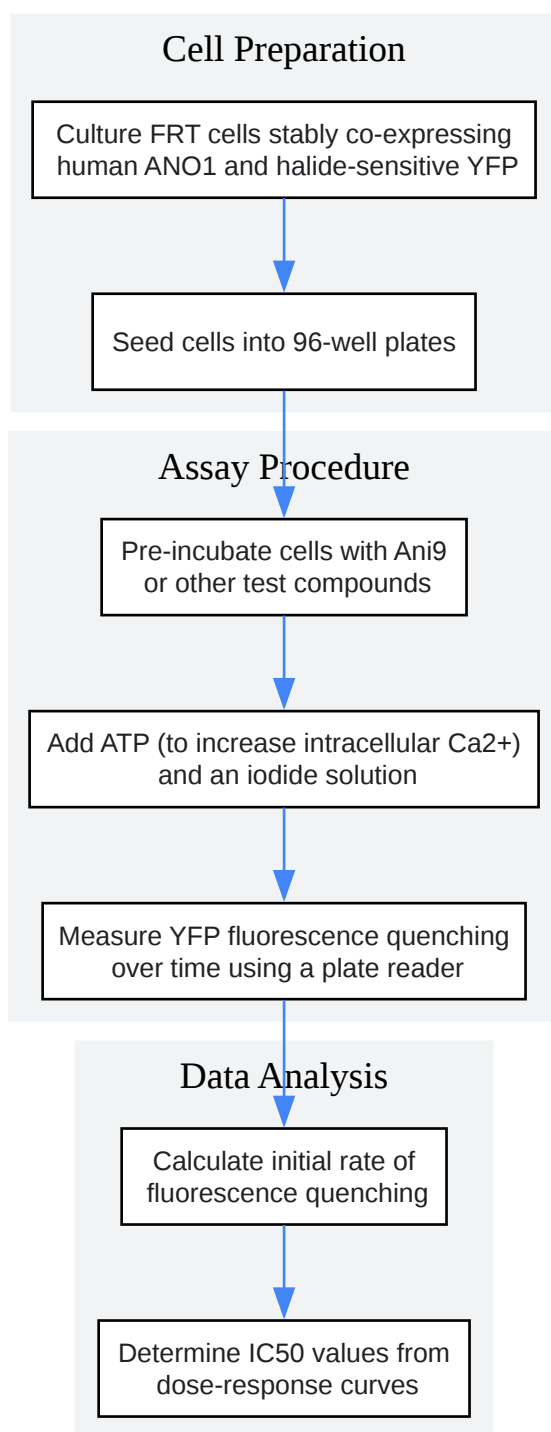 Cell Preparation
Culture FRT cells stably co-expressing
human ANO1 and halide-sensitive YFP
Seed cells into 96-well plates
Assay Procedure
Pre-incubate cells with Ani9
or other test compounds
Add ATP (to increase intracellular Ca2+)
and an iodide solution
Measure YFP fluorescence quenching
over time using a plate reader
Data Analysis
Calculate initial rate of
fluorescence quenching
Determine IC50 values from
dose-response curves